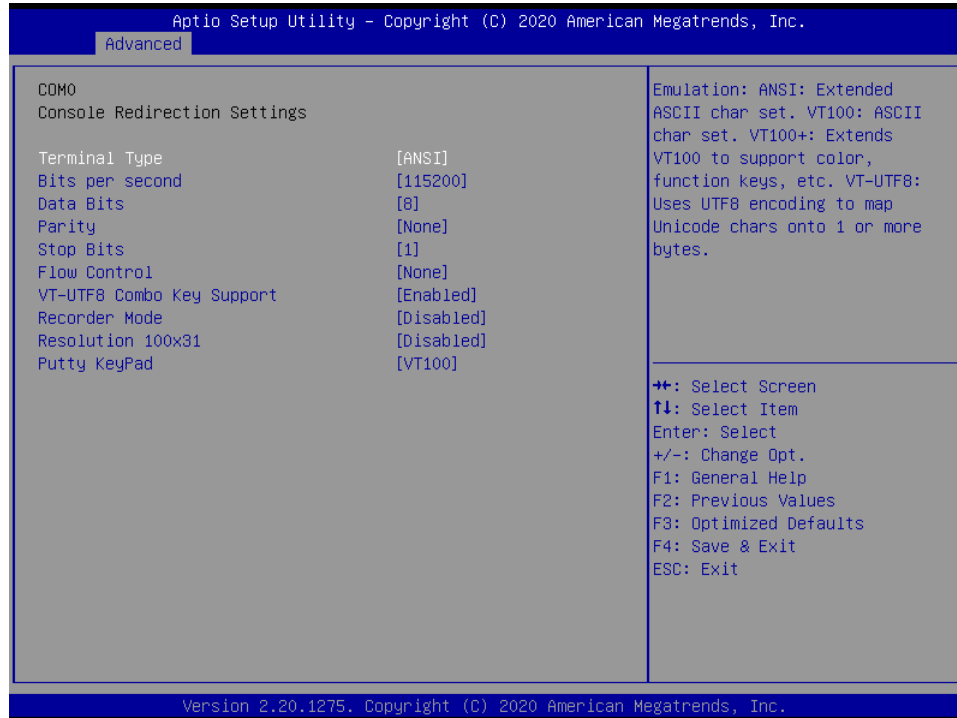 Aptio Setup Utility – Copyright (C) 2020 American Megatrends, Inc.
Advanced
COM0
Console Redirection Settings
Terminal Type [ANSI]
Bits per second [115200]
Data Bits [8]
Parity [None]
Stop Bits [1]
Flow Control [None]
VT-UTF8 Combo Key Support [Enabled]
Recorder Mode [Disabled]
Resolution 100x31 [Disabled]
Putty KeyPad [VT100]
Emulation: ANSI: Extended
ASCII char set. VT100: ASCII
char set. VT100+: Extends
VT100 to support color,
function keys, etc. VT-UTF8:
Uses UTF8 encoding to map
Unicode chars onto 1 or more
bytes.
→←: Select Screen
↑↓: Select Item
Enter: Select
+/-: Change Opt.
F1: General Help
F2: Previous Values
F3: Optimized Defaults
F4: Save & Exit
ESC: Exit
Version 2.20.1275. Copyright (C) 2020 American Megatrends, Inc.